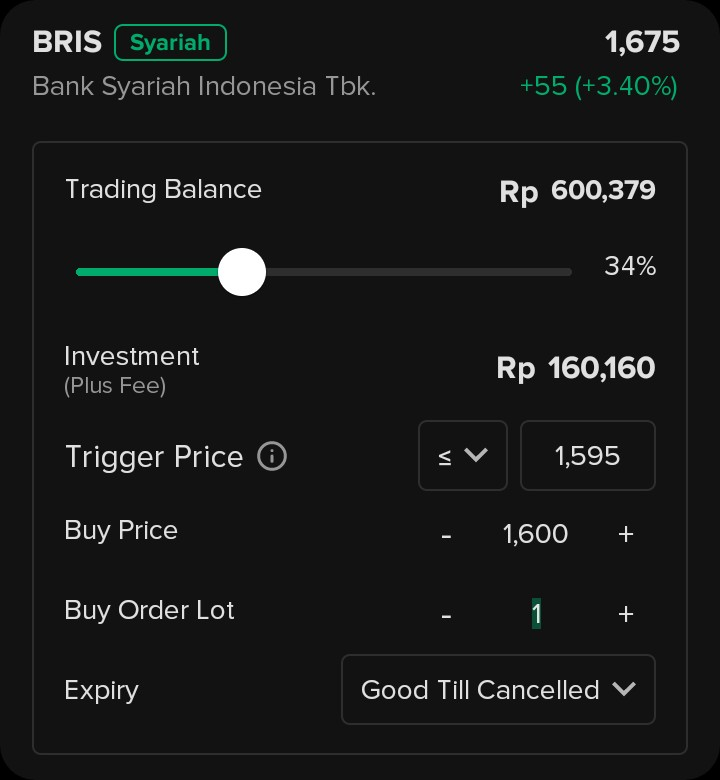 BRIS Syariah 1,675
Bank Syariah Indonesia Tbk. +55 (+3.40%)
Trading Balance Rp 600,379
34%
Investment Rp 160,160
(Plus Fee)
Trigger Price ≤ 1,595
Buy Price - 1,600 +
Buy Order Lot - 1 +
Expiry Good Till Cancelled